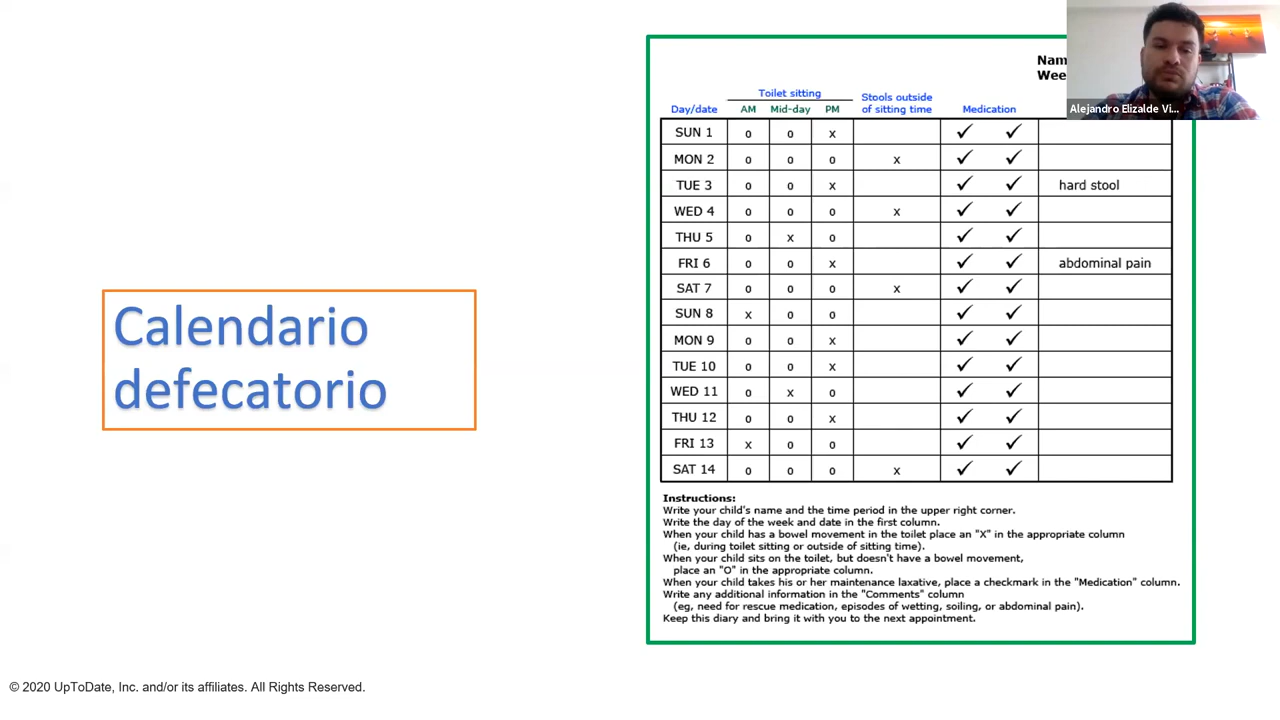 Calendario
defecatorio
Nam
Wee
Alejandro Elizalde Vi...
Toilet sitting
Stools outside
of sitting time
Day/date AM Mid-day PM Medication
SUN 1 o o x ✓ ✓
MON 2 o o o x ✓ ✓
TUE 3 o o x ✓ ✓ hard stool
WED 4 o o o x ✓ ✓
THU 5 o x o ✓ ✓
FRI 6 o o x ✓ ✓ abdominal pain
SAT 7 o o o x ✓ ✓
SUN 8 x o o ✓ ✓
MON 9 o o x ✓ ✓
TUE 10 o o x ✓ ✓
WED 11 o x o ✓ ✓
THU 12 o o x ✓ ✓
FRI 13 x o o ✓ ✓
SAT 14 o o o x ✓ ✓
Instructions:
Write your child's name and the time period in the upper right corner.
Write the day of the week and date in the first column.
When your child has a bowel movement in the toilet place an "X" in the appropriate column
(ie, during toilet sitting or outside of sitting time).
When your child sits on the toilet, but doesn't have a bowel movement,
place an "O" in the appropriate column.
When your child takes his or her maintenance laxative, place a checkmark in the "Medication" column.
Write any additional information in the "Comments" column
(eg, need for rescue medication, episodes of wetting, soiling, or abdominal pain).
Keep this diary and bring it with you to the next appointment.
© 2020 UpToDate, Inc. and/or its affiliates. All Rights Reserved.